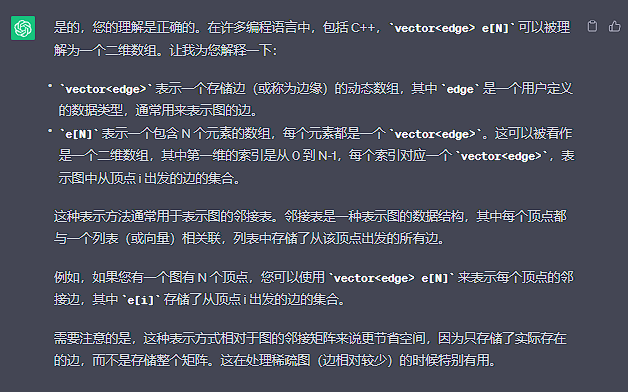 是的，您的理解是正确的。在许多编程语言中，包括 C++，`vector<edge> e[N]` 可以被理
解为一个二维数组。让我为您解释一下：
• `vector<edge>` 表示一个存储边（或称为边缘）的动态数组，其中 `edge` 是一个用户定义
的数据类型，通常用来表示图的边。
• `e[N]` 表示一个包含 N 个元素的数组，每个元素都是一个 `vector<edge>`。这可以被看作
是一个二维数组，其中第一维的索引是从 0 到 N-1，每个索引对应一个 `vector<edge>`，表
示图中从顶点 i 出发的边的集合。
这种表示方法通常用于表示图的邻接表。邻接表是一种表示图的数据结构，其中每个顶点都
与一个列表（或向量）相关联，列表中存储了从该顶点出发的所有边。
例如，如果您有一个图有 N 个顶点，您可以使用 `vector<edge> e[N]` 来表示每个顶点的邻
接边，其中 `e[i]` 存储了从顶点 i 出发的边的集合。
需要注意的是，这种表示方式相对于图的邻接矩阵来说更节省空间，因为只存储了实际存在
的边，而不是存储整个矩阵。这在处理稀疏图（边相对较少）的时候特别有用。